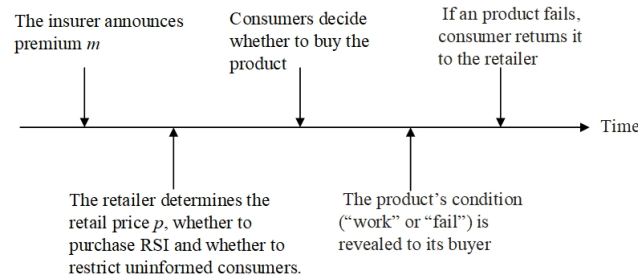 The insurer announces
premium m
Consumers decide
whether to buy the
product
If an product fails,
consumer returns it
to the retailer
Time
The retailer determines the
retail price p, whether to
purchase RSI and whether to
restrict uninformed consumers.
The product's condition
(“work” or “fail”) is
revealed to its buyer